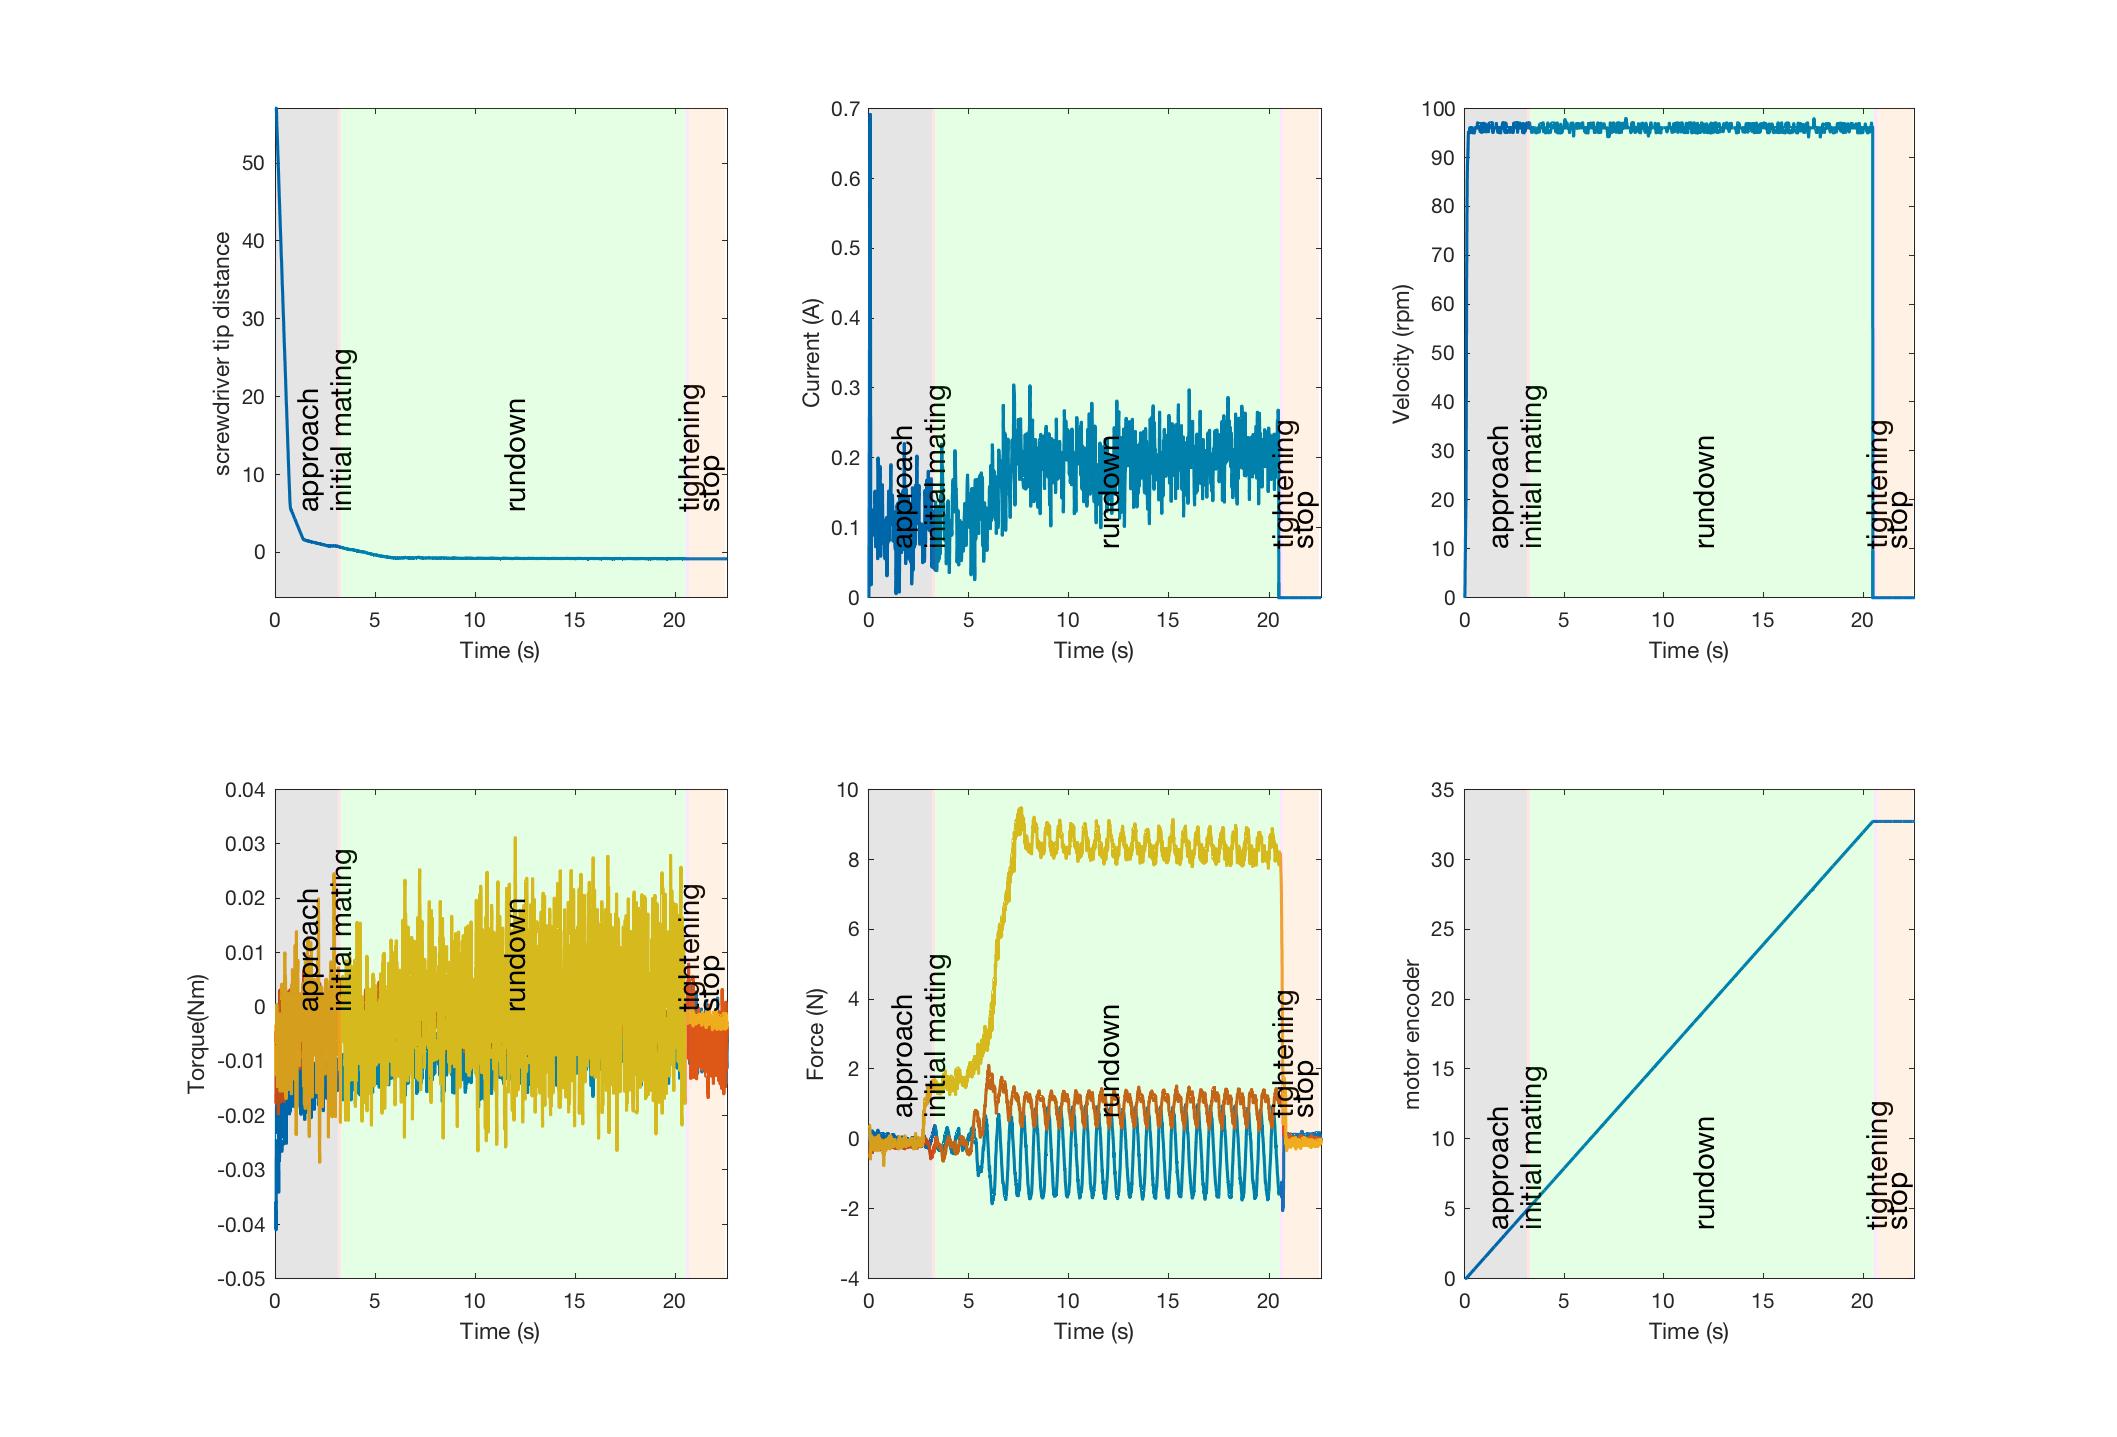 50
40
30
20
10
0
screwdriver tip distance
approach
initial mating
rundown
tightening
stop
0 5 10 15 20
Time (s)
0.7
0.6
0.5
0.4
0.3
0.2
0.1
0
Current (A)
approach
initial mating
rundown
tightening
stop
0 5 10 15 20
Time (s)
100
90
80
70
60
50
40
30
20
10
0
Velocity (rpm)
approach
initial mating
rundown
tightening
stop
0 5 10 15 20
Time (s)
0.04
0.03
0.02
0.01
0
-0.01
-0.02
-0.03
-0.04
-0.05
Torque(Nm)
approach
initial mating
rundown
tightening
stop
0 5 10 15 20
Time (s)
10
8
6
4
2
0
-2
-4
Force (N)
approach
initial mating
rundown
tightening
stop
0 5 10 15 20
Time (s)
35
30
25
20
15
10
5
0
motor encoder
approach
initial mating
rundown
tightening
stop
0 5 10 15 20
Time (s)